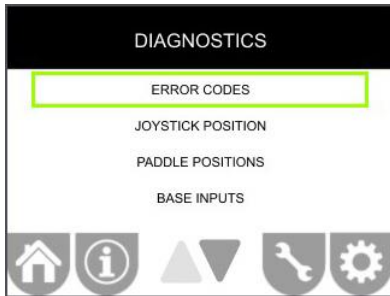 DIAGNOSTICS
ERROR CODES
JOYSTICK POSITION
PADDLE POSITIONS
BASE INPUTS